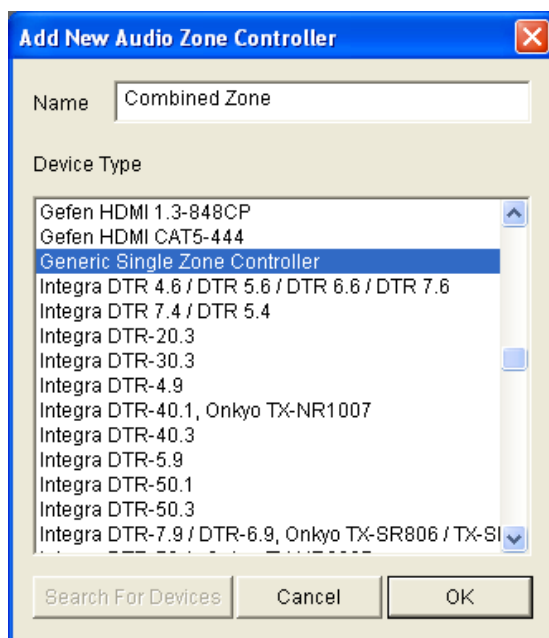 Add New Audio Zone Controller
Name Combined Zone
Device Type
Gefen HDMI 1.3-848CP
Gefen HDMI CAT5-444
Generic Single Zone Controller
Integra DTR 4.6 / DTR 5.6 / DTR 6.6 / DTR 7.6
Integra DTR 7.4 / DTR 5.4
Integra DTR-20.3
Integra DTR-30.3
Integra DTR-4.9
Integra DTR-40.1, Onkyo TX-NR1007
Integra DTR-40.3
Integra DTR-5.9
Integra DTR-50.1
Integra DTR-50.3
Integra DTR-7.9 / DTR-6.9, Onkyo TX-SR806 / TX-S
Search For Devices Cancel OK